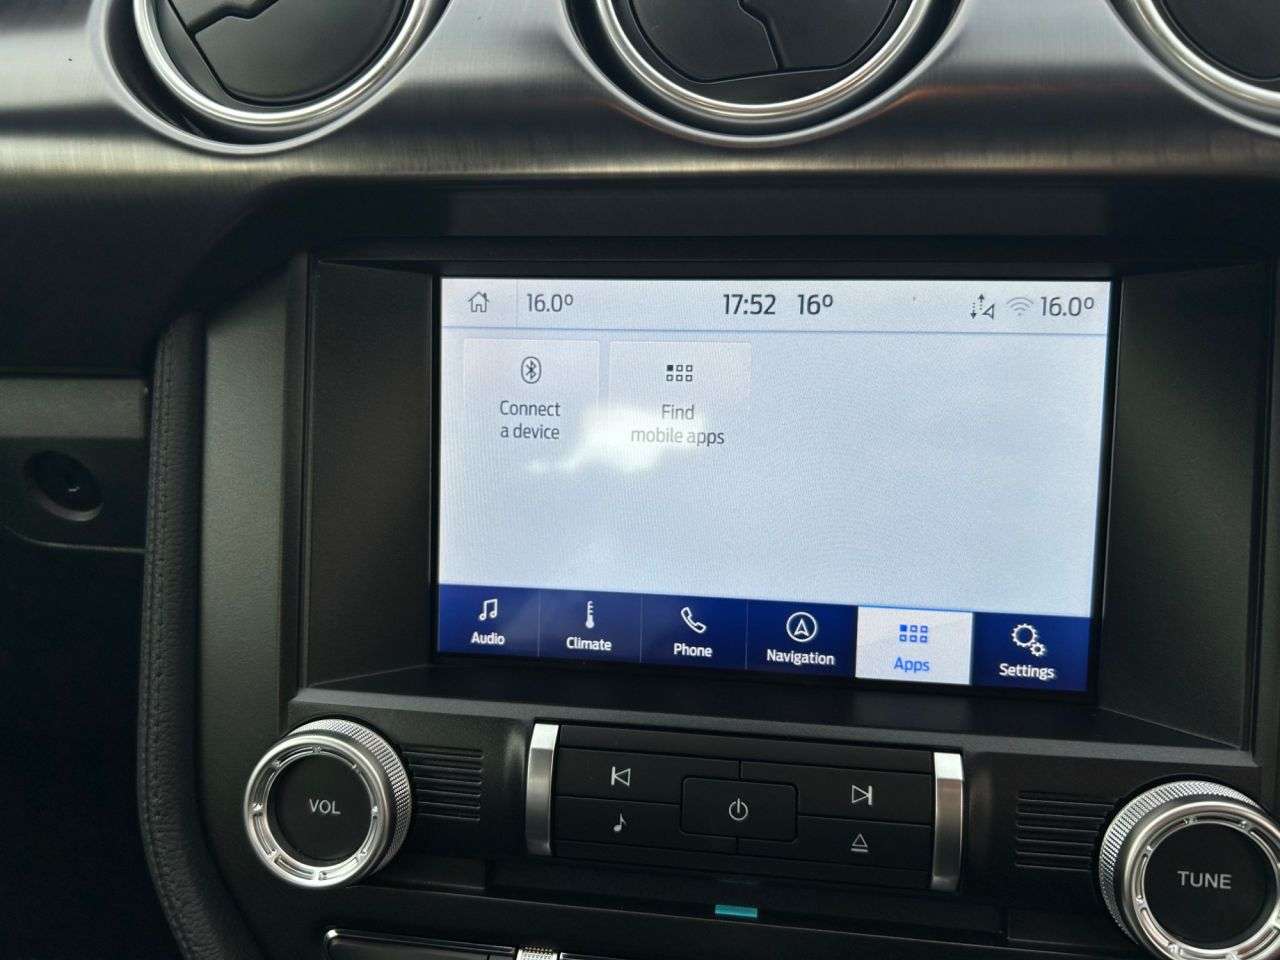 16.0° 17:52 16° 16.0°
Connect
a device
Find
mobile apps
Audio
Climate
Phone
Navigation
Apps
Settings
VOL
TUNE